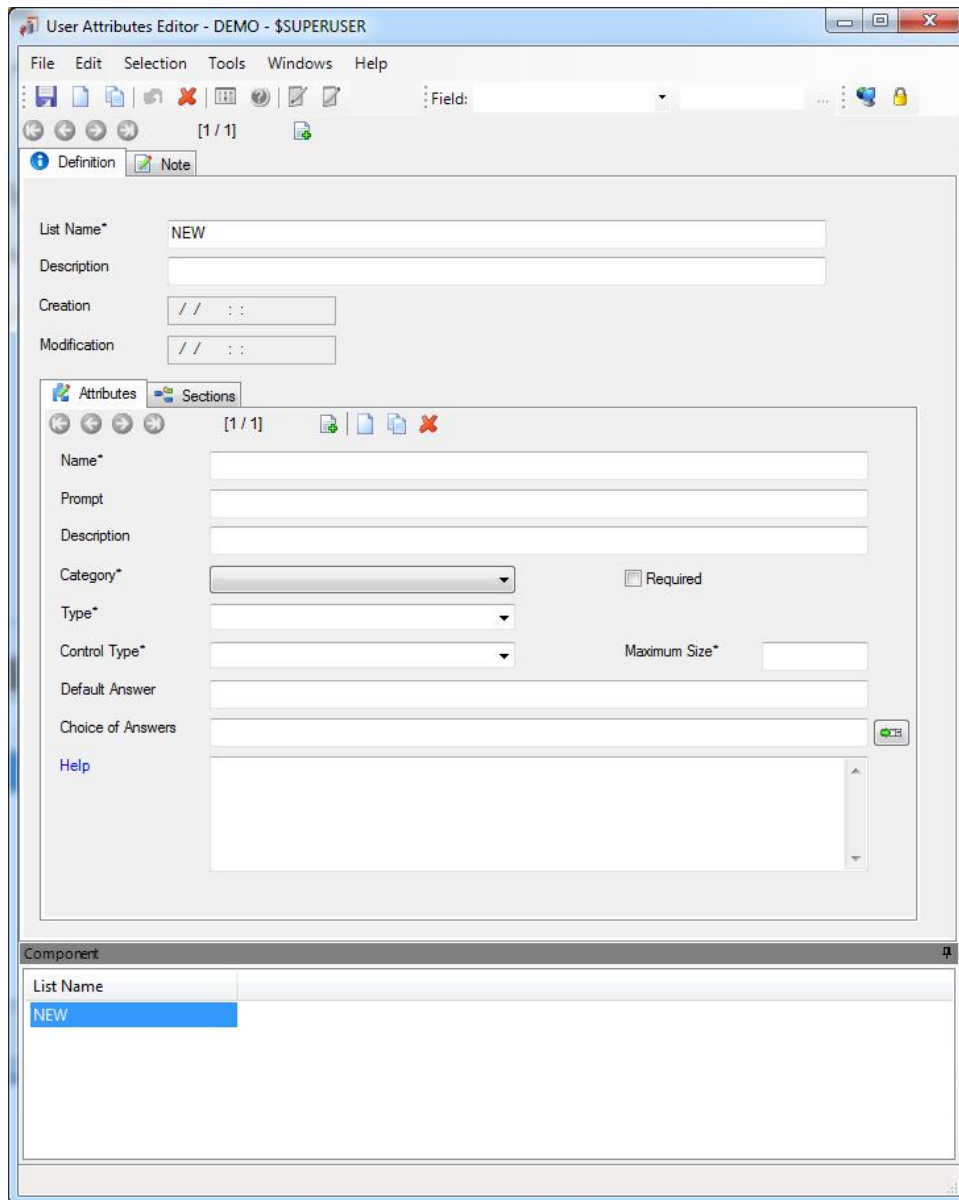 User Attributes Editor - DEMO - $SUPERUSER
File Edit Selection Tools Windows Help
Field: ...
[1 / 1]
Definition Note
List Name* NEW
Description
Creation / / : :
Modification / / : :
Attributes Sections
[1 / 1]
Name*
Prompt
Description
Category* Required
Type*
Control Type* Maximum Size*
Default Answer
Choice of Answers
Help
Component
List Name
NEW